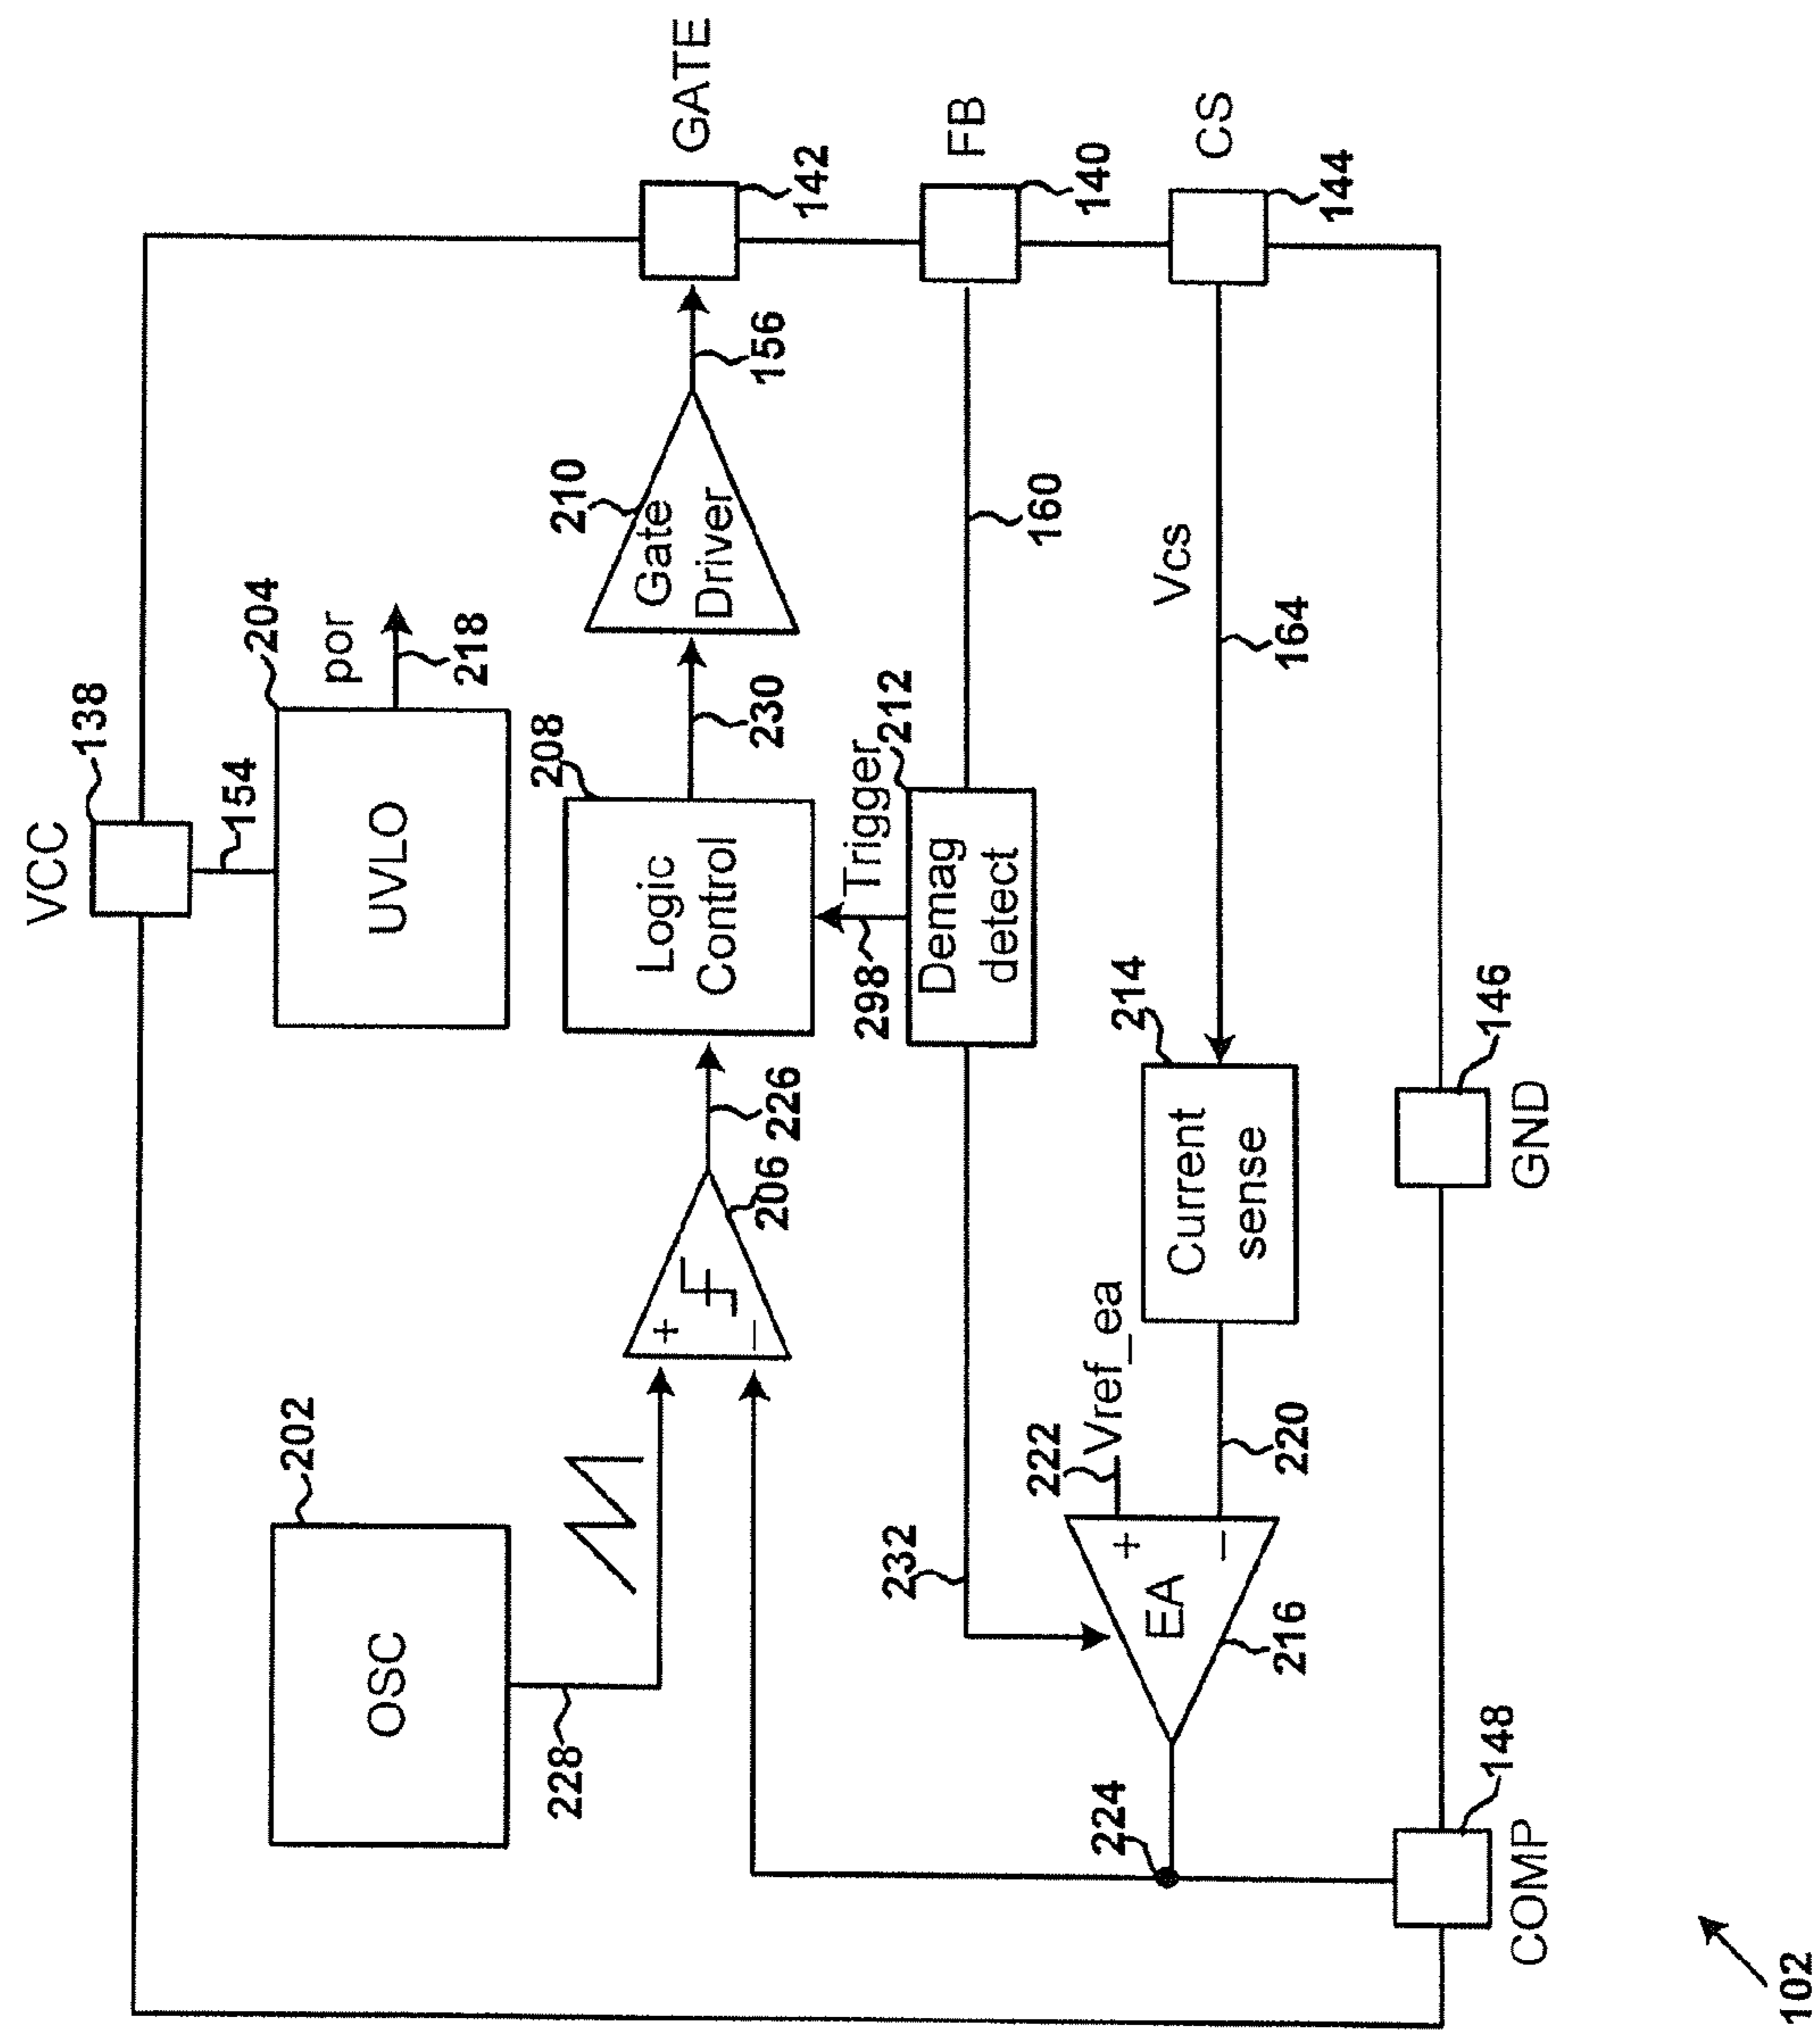 VCC
138
154
UVLO
204
por
218
OSC
202
228
+
−
206
226
Logic
Control
208
230
Gate
Driver
210
156
GATE
142
Trigger
298
Demag
detect
212
160
FB
140
232
Vcs
164
CS
144
Current
sense
214
220
Vref_ea
222
+
−
EA
216
224
COMP
148
GND
146
102